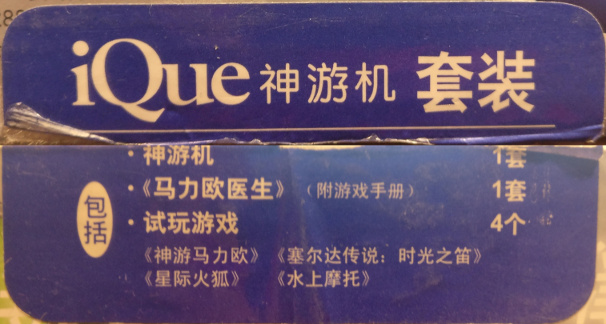 iQue 神游机 套装
·神游机 1套
·《马力欧医生》（附游戏手册） 1套
包括
·试玩游戏 4个
《神游马力欧》《塞尔达传说：时光之笛》
《星际火狐》 《水上摩托》